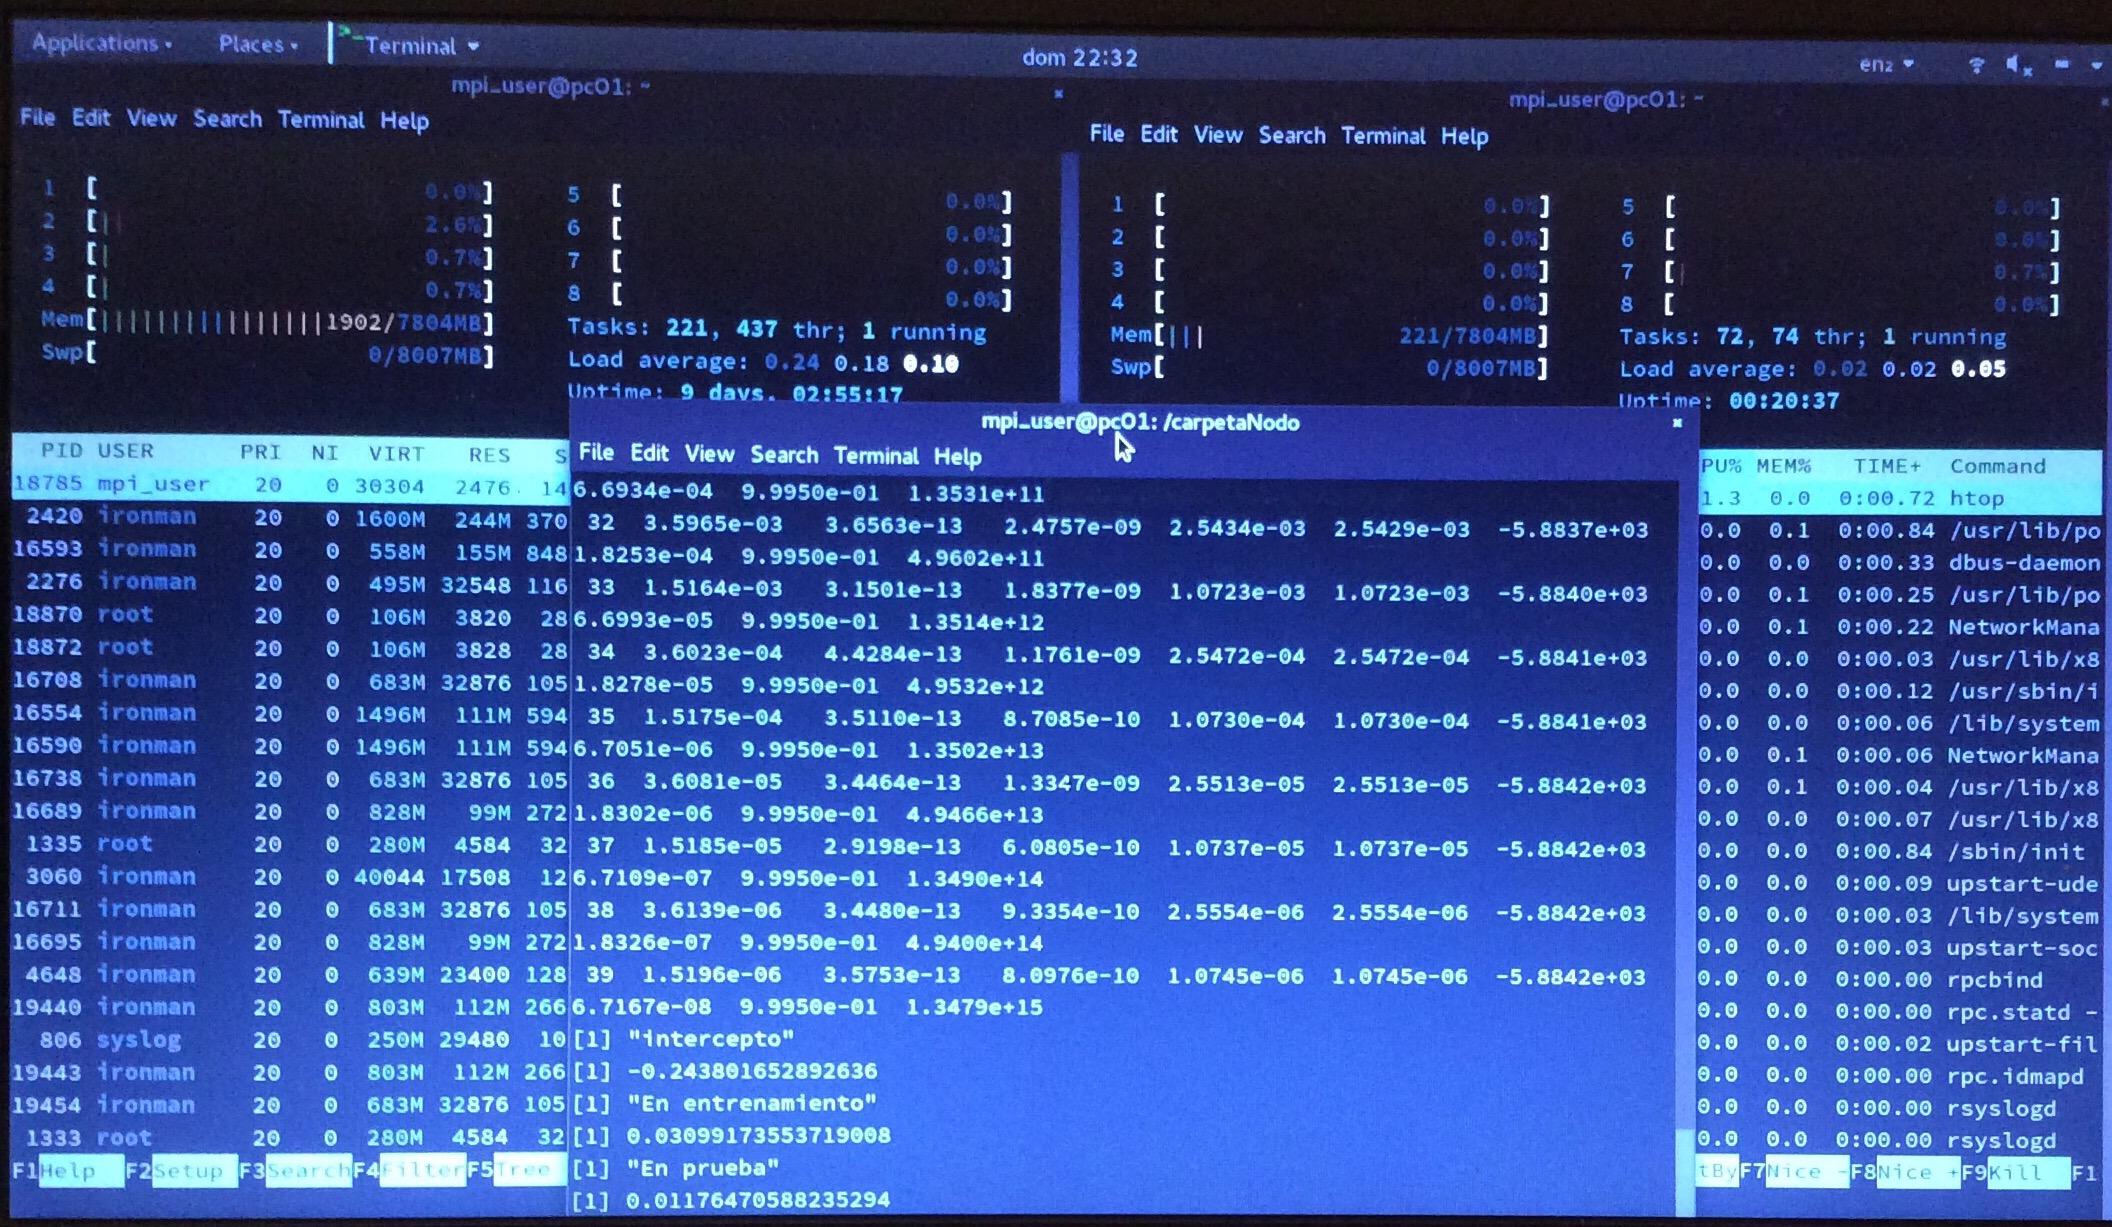 Applications Places Terminal dom 22:32 en₂
mpi_user@pc01: ~
File Edit View Search Terminal Help
1 [ 0.0%] 5 [ 0.0%]
2 [| 2.6%] 6 [ 0.0%]
3 [| 0.7%] 7 [ 0.0%]
4 [| 0.7%] 8 [ 0.0%]
Mem[||||||||||||||||||||1902/7804MB] Tasks: 221, 437 thr; 1 running
Swp[ 0/8007MB] Load average: 0.24 0.18 0.10
Uptime: 9 days, 02:55:17
PID USER PRI NI VIRT RES S
18785 mpi_user 20 0 30304 2476 14
2420 ironman 20 0 1600M 244M 370
16593 ironman 20 0 558M 155M 848
2276 ironman 20 0 495M 32548 116
18870 root 20 0 106M 3820 28
18872 root 20 0 106M 3828 28
16708 ironman 20 0 683M 32876 105
16554 ironman 20 0 1496M 111M 594
16590 ironman 20 0 1496M 111M 594
16738 ironman 20 0 683M 32876 105
16689 ironman 20 0 828M 99M 272
1335 root 20 0 280M 4584 32
3060 ironman 20 0 40044 17508 12
16711 ironman 20 0 683M 32876 105
16695 ironman 20 0 828M 99M 272
4648 ironman 20 0 639M 23400 128
19440 ironman 20 0 803M 112M 266
806 syslog 20 0 250M 29480 10
19443 ironman 20 0 803M 112M 266
19454 ironman 20 0 683M 32876 105
1333 root 20 0 280M 4584 32
F1Help F2Setup F3SearchF4FilterF5Tree
mpi_user@pc01: /carpetaNodo
File Edit View Search Terminal Help
6.6934e-04 9.9950e-01 1.3531e+11
32 3.5965e-03 3.6563e-13 2.4757e-09 2.5434e-03 2.5429e-03 -5.8837e+03
1.8253e-04 9.9950e-01 4.9602e+11
33 1.5164e-03 3.1501e-13 1.8377e-09 1.0723e-03 1.0723e-03 -5.8840e+03
6.6993e-05 9.9950e-01 1.3514e+12
34 3.6023e-04 4.4284e-13 1.1761e-09 2.5472e-04 2.5472e-04 -5.8841e+03
1.8278e-05 9.9950e-01 4.9532e+12
35 1.5175e-04 3.5110e-13 8.7085e-10 1.0730e-04 1.0730e-04 -5.8841e+03
6.7051e-06 9.9950e-01 1.3502e+13
36 3.6081e-05 3.4464e-13 1.3347e-09 2.5513e-05 2.5513e-05 -5.8842e+03
1.8302e-06 9.9950e-01 4.9466e+13
37 1.5185e-05 2.9198e-13 6.0805e-10 1.0737e-05 1.0737e-05 -5.8842e+03
6.7109e-07 9.9950e-01 1.3490e+14
38 3.6139e-06 3.4480e-13 9.3354e-10 2.5554e-06 2.5554e-06 -5.8842e+03
1.8326e-07 9.9950e-01 4.9400e+14
39 1.5196e-06 3.5753e-13 8.0976e-10 1.0745e-06 1.0745e-06 -5.8842e+03
6.7167e-08 9.9950e-01 1.3479e+15
[1] "intercepto"
[1] -0.243801652892636
[1] "En entrenamiento"
[1] 0.03099173553719008
[1] "En prueba"
[1] 0.01176470588235294
mpi_user@pc01: ~
File Edit View Search Terminal Help
1 [ 0.0%] 5 [ 0.0%]
2 [ 0.0%] 6 [ 0.0%]
3 [ 0.0%] 7 [| 0.7%]
4 [ 0.0%] 8 [ 0.0%]
Mem[||| 221/7804MB] Tasks: 72, 74 thr; 1 running
Swp[ 0/8007MB] Load average: 0.02 0.02 0.05
Uptime: 00:20:37
PU% MEM% TIME+ Command
1.3 0.0 0:00.72 htop
0.0 0.1 0:00.84 /usr/lib/po
0.0 0.0 0:00.33 dbus-daemon
0.0 0.1 0:00.25 /usr/lib/po
0.0 0.1 0:00.22 NetworkMana
0.0 0.0 0:00.03 /usr/lib/x8
0.0 0.0 0:00.12 /usr/sbin/i
0.0 0.0 0:00.06 /lib/system
0.0 0.1 0:00.06 NetworkMana
0.0 0.1 0:00.04 /usr/lib/x8
0.0 0.0 0:00.07 /usr/lib/x8
0.0 0.0 0:00.84 /sbin/init
0.0 0.0 0:00.09 upstart-ude
0.0 0.0 0:00.03 /lib/system
0.0 0.0 0:00.03 upstart-soc
0.0 0.0 0:00.00 rpcbind
0.0 0.0 0:00.00 rpc.statd -
0.0 0.0 0:00.02 upstart-fil
0.0 0.0 0:00.00 rpc.idmapd
0.0 0.0 0:00.00 rsyslogd
0.0 0.0 0:00.00 rsyslogd
tByF7Nice -F8Nice +F9Kill F1